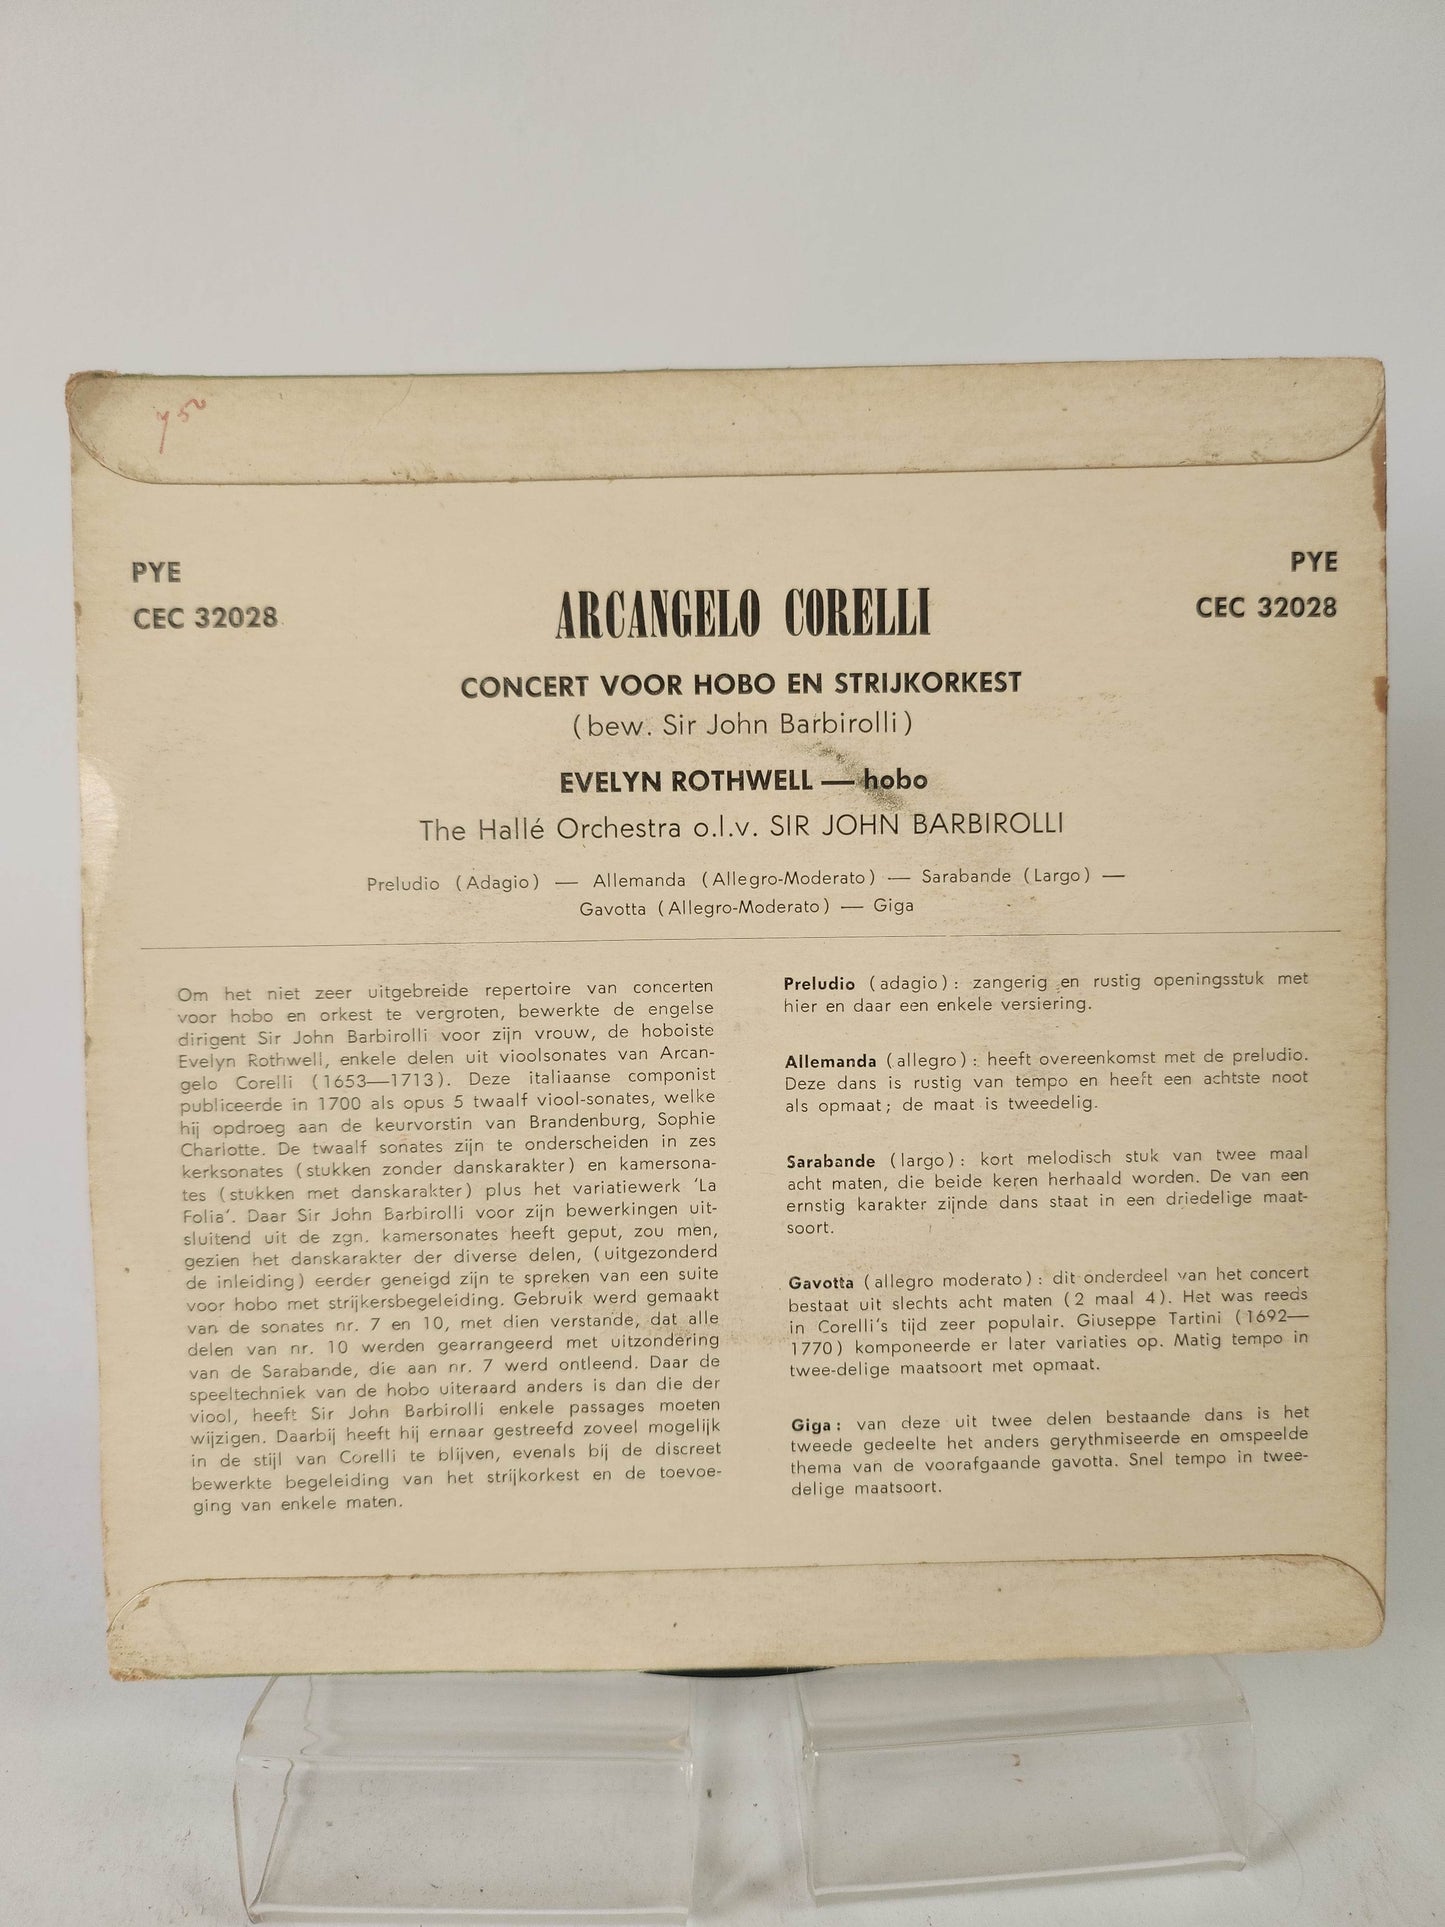 7 50
PYE
CEC 32028
PYE
CEC 32028
ARCANGELO CORELLI
CONCERT VOOR HOBO EN STRIJKORKEST
(bew. Sir John Barbirolli)
EVELYN ROTHWELL — hobo
The Hallé Orchestra o.l.v. SIR JOHN BARBIROLLI
Preludio (Adagio) — Allemanda (Allegro-Moderato) — Sarabande (Largo) —
Gavotta (Allegro-Moderato) — Giga
Om het niet zeer uitgebreide repertoire van concerten
voor hobo en orkest te vergroten, bewerkte de engelse
dirigent Sir John Barbirolli voor zijn vrouw, de hoboiste
Evelyn Rothwell, enkele delen uit vioolsonates van Arcan-
gelo Corelli (1653—1713). Deze italiaanse componist
publiceerde in 1700 als opus 5 twaalf viool-sonates, welke
hij opdroeg aan de keurvorstin van Brandenburg, Sophie
Charlotte. De twaalf sonates zijn te onderscheiden in zes
kerksonates (stukken zonder danskarakter) en kamersona-
tes (stukken met danskarakter) plus het variatiewerk ‘La
Folia’. Daar Sir John Barbirolli voor zijn bewerkingen uit-
sluitend uit de zgn. kamersonates heeft geput, zou men,
gezien het danskarakter der diverse delen, (uitgezonderd
de inleiding) eerder geneigd zijn te spreken van een suite
voor hobo met strijkersbegeleiding. Gebruik werd gemaakt
van de sonates nr. 7 en 10, met dien verstande, dat alle
delen van nr. 10 werden gearrangeerd met uitzondering
van de Sarabande, die aan nr. 7 werd ontleend. Daar de
speeltechniek van de hobo uiteraard anders is dan die der
viool, heeft Sir John Barbirolli enkele passages moeten
wijzigen. Daarbij heeft hij ernaar gestreefd zoveel mogelijk
in de stijl van Corelli te blijven, evenals bij de discreet
bewerkte begeleiding van het strijkorkest en de toevoe-
ging van enkele maten.
Preludio (adagio): zangerig en rustig openingsstuk met
hier en daar een enkele versiering.
Allemanda (allegro): heeft overeenkomst met de preludio.
Deze dans is rustig van tempo en heeft een achtste noot
als opmaat; de maat is tweedelig.
Sarabande (largo): kort melodisch stuk van twee maal
acht maten, die beide keren herhaald worden. De van een
ernstig karakter zijnde dans staat in een driedelige maat-
soort.
Gavotta (allegro moderato): dit onderdeel van het concert
bestaat uit slechts acht maten (2 maal 4). Het was reeds
in Corelli's tijd zeer populair. Giuseppe Tartini (1692—
1770) komponeerde er later variaties op. Matig tempo in
twee-delige maatsoort met opmaat.
Giga: van deze uit twee delen bestaande dans is het
tweede gedeelte het anders gerythmiseerde en omspeelde
thema van de voorafgaande gavotta. Snel tempo in twee-
delige maatsoort.